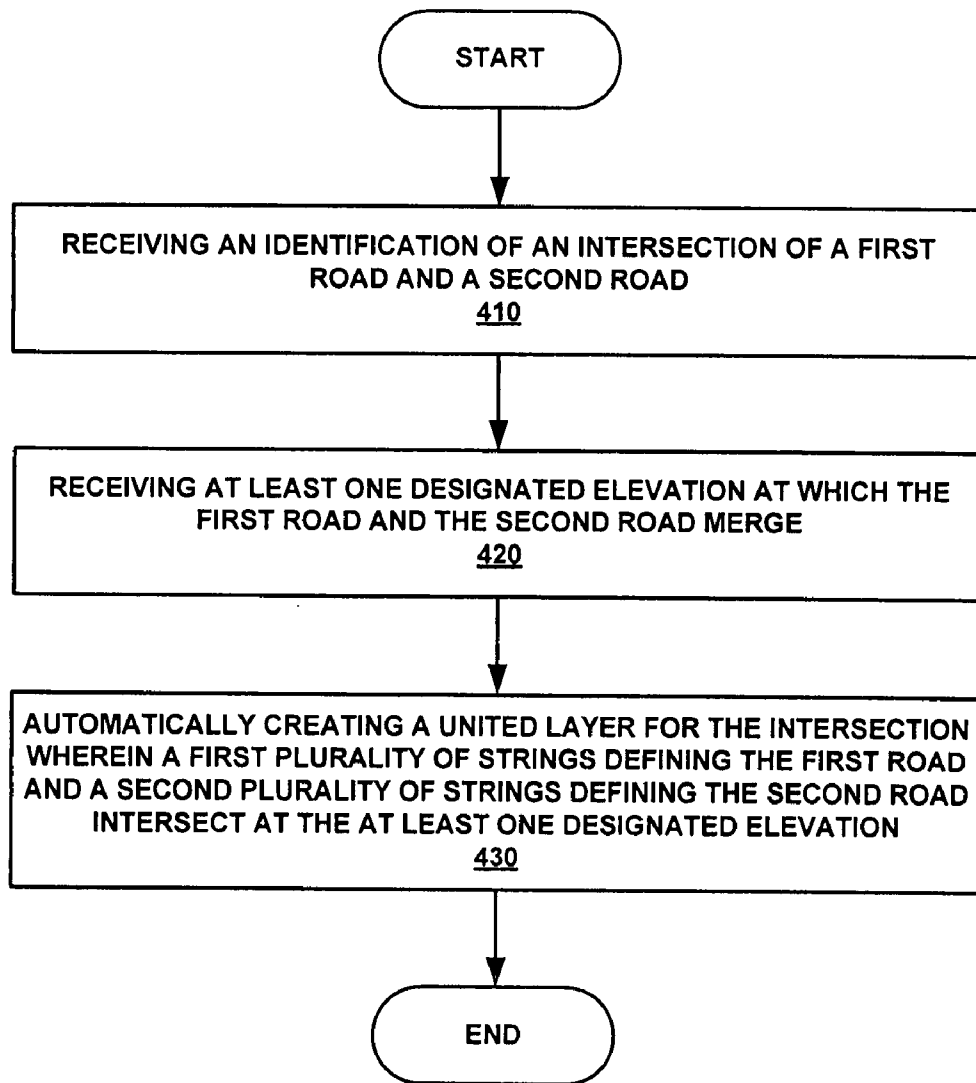 START
RECEIVING AN IDENTIFICATION OF AN INTERSECTION OF A FIRST
ROAD AND A SECOND ROAD
410
RECEIVING AT LEAST ONE DESIGNATED ELEVATION AT WHICH THE
FIRST ROAD AND THE SECOND ROAD MERGE
420
AUTOMATICALLY CREATING A UNITED LAYER FOR THE INTERSECTION
WHEREIN A FIRST PLURALITY OF STRINGS DEFINING THE FIRST ROAD
AND A SECOND PLURALITY OF STRINGS DEFINING THE SECOND ROAD
INTERSECT AT THE AT LEAST ONE DESIGNATED ELEVATION
430
END